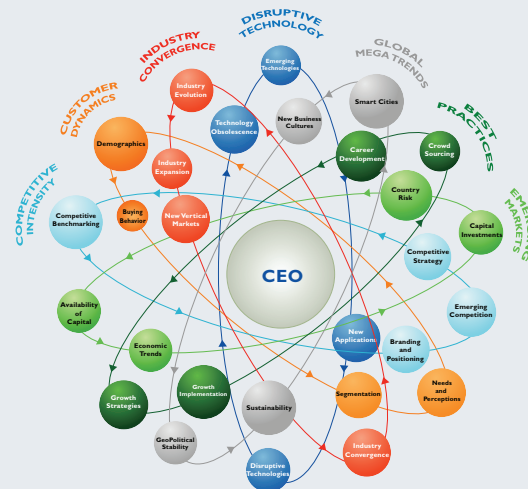 DISRUPTIVE
TECHNOLOGY
INDUSTRY
CONVERGENCE
GLOBAL
MEGA TRENDS
CUSTOMER
DYNAMICS
BEST
PRACTICES
COMPETITIVE
INTENSITY
MARKETS
Emerging
Technologies
Industry
Evolution
Smart Cities
New Business
Cultures
Technology
Obsolescence
Demographics
Career
Development
Crowd
Sourcing
Industry
Expansion
Country
Risk
Buying
Behavior
New Vertical
Markets
Competitive
Benchmarking
Capital
Investments
Competitive
Strategy
CEO
Availability
of
Capital
Emerging
Competition
New
Applications
Economic
Trends
Branding
and
Positioning
Growth
Strategies
Growth
Implementation
Sustainability
Segmentation
Needs
and
Perceptions
GeoPolitical
Stability
Industry
Convergence
Disruptive
Technologies